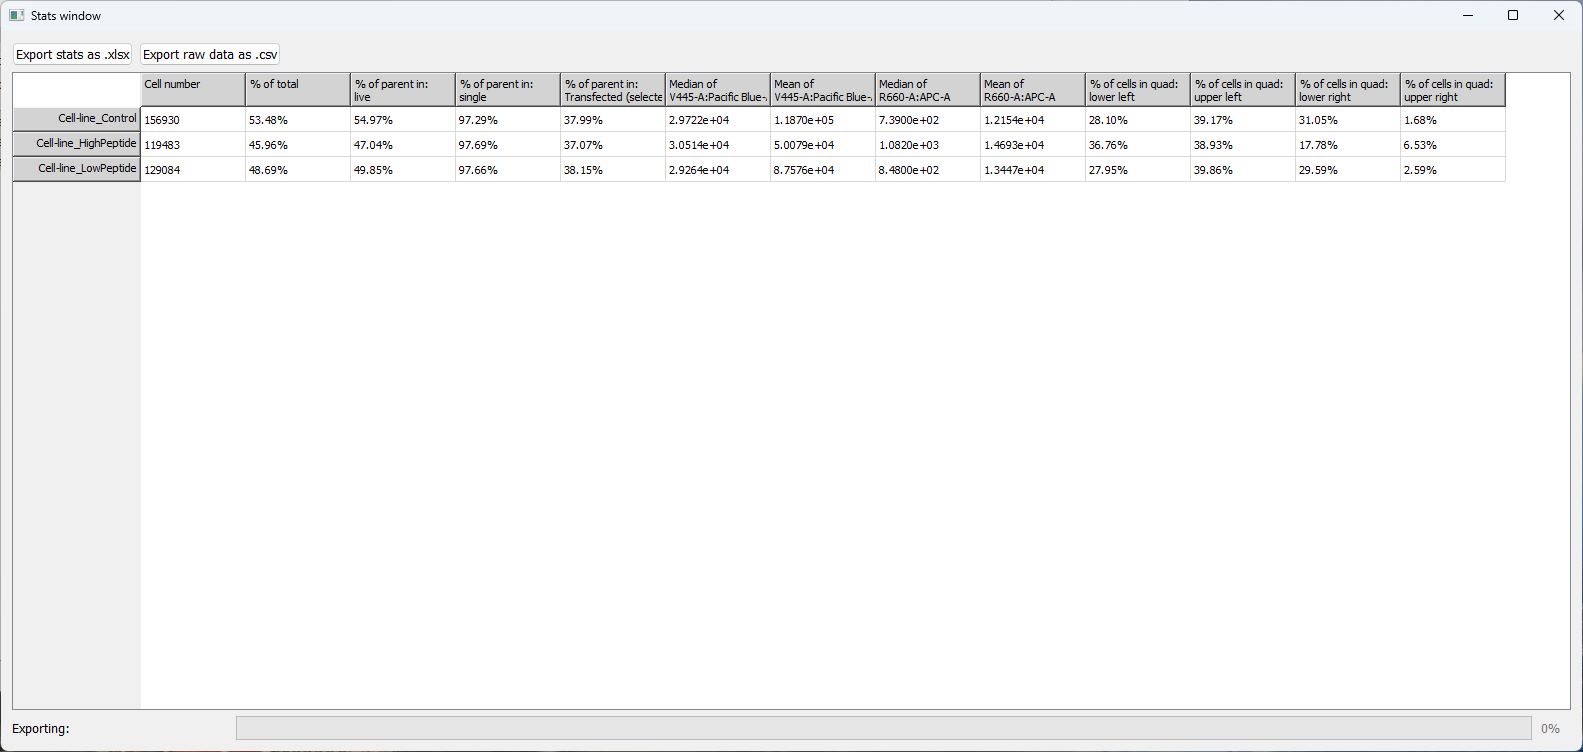 Stats window
Export stats as .xlsx Export raw data as .csv
Cell number % of total % of parent in: % of parent in: % of parent in: Median of Mean of Median of Mean of % of cells in quad: % of cells in quad: % of cells in quad: % of cells in quad:
live single Transfected (selecte V445-A:Pacific Blue-. V445-A:Pacific Blue-. R660-A:APC-A R660-A:APC-A lower left upper left lower right upper right
Cell-line_Control 156930 53.48% 54.97% 97.29% 37.99% 2.9722e+04 1.1870e+05 7.3900e+02 1.2154e+04 28.10% 39.17% 31.05% 1.68%
Cell-line_HighPeptide 119483 45.96% 47.04% 97.69% 37.07% 3.0514e+04 5.0079e+04 1.0820e+03 1.4693e+04 36.76% 38.93% 17.78% 6.53%
Cell-line_LowPeptide 129084 48.69% 49.85% 97.66% 38.15% 2.9264e+04 8.7576e+04 8.4800e+02 1.3447e+04 27.95% 39.86% 29.59% 2.59%
Exporting: 0%